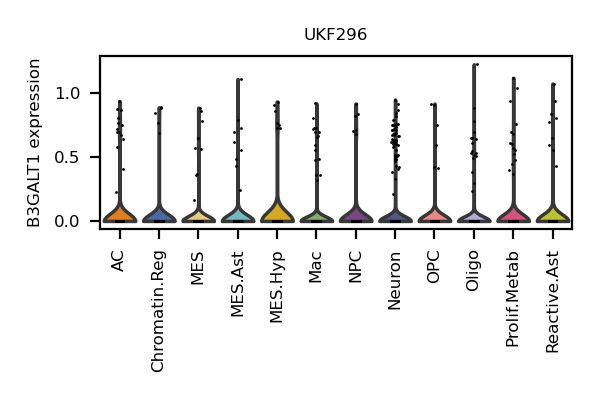 UKF296
B3GALT1 expression
1.0
0.5
0.0
AC
Chromatin.Reg
MES
MES.Ast
MES.Hyp
Mac
NPC
Neuron
OPC
Oligo
Prolif.Metab
Reactive.Ast